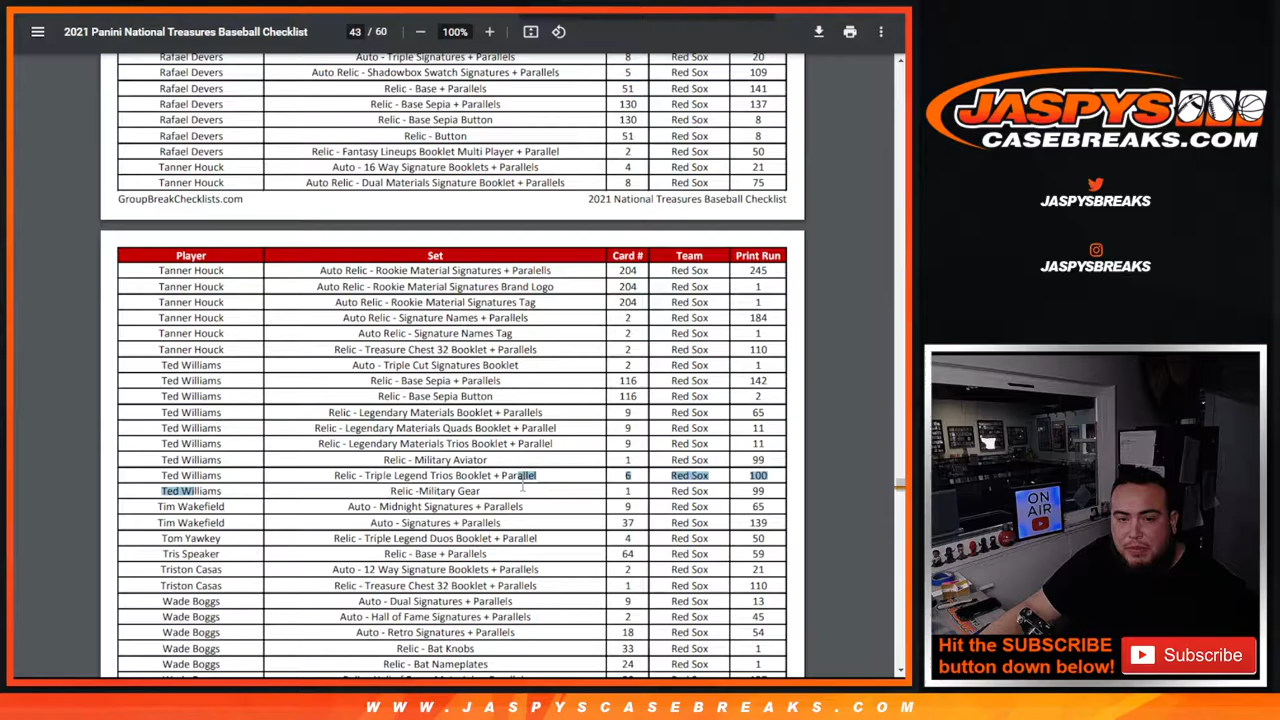 2021 Panini National Treasures Baseball Checklist 43 / 60 100%
Rafael Devers Auto - Triple Signatures + Parallels 8 Red Sox 20
Rafael Devers Auto Relic - Shadowbox Swatch Signatures + Parallels 5 Red Sox 109
Rafael Devers Relic - Base + Parallels 51 Red Sox 141
Rafael Devers Relic - Base Sepia + Parallels 130 Red Sox 137
Rafael Devers Relic - Base Sepia Button 130 Red Sox 8
Rafael Devers Relic - Button 51 Red Sox 8
Rafael Devers Relic - Fantasy Lineups Booklet Multi Player + Parallel 2 Red Sox 50
Tanner Houck Auto - 16 Way Signature Booklets + Parallels 4 Red Sox 21
Tanner Houck Auto Relic - Dual Materials Signature Booklet + Parallels 8 Red Sox 75
GroupBreakChecklists.com 2021 National Treasures Baseball Checklist
Player Set Card # Team Print Run
Tanner Houck Auto Relic - Rookie Material Signatures + Paralells 204 Red Sox 245
Tanner Houck Auto Relic - Rookie Material Signatures Brand Logo 204 Red Sox 1
Tanner Houck Auto Relic - Rookie Material Signatures Tag 204 Red Sox 1
Tanner Houck Auto Relic - Signature Names + Parallels 2 Red Sox 184
Tanner Houck Auto Relic - Signature Names Tag 2 Red Sox 1
Tanner Houck Relic - Treasure Chest 32 Booklet + Parallels 2 Red Sox 110
Ted Williams Auto - Triple Cut Signatures Booklet 2 Red Sox 1
Ted Williams Relic - Base Sepia + Parallels 116 Red Sox 142
Ted Williams Relic - Base Sepia Button 116 Red Sox 2
Ted Williams Relic - Legendary Materials Booklet + Parallels 9 Red Sox 65
Ted Williams Relic - Legendary Materials Quads Booklet + Parallels 9 Red Sox 11
Ted Williams Relic - Legendary Materials Trios Booklet + Parallel 9 Red Sox 11
Ted Williams Relic - Military Aviator 1 Red Sox 99
Ted Williams Relic - Triple Legend Trios Booklet + Parallel 6 Red Sox 100
Ted Williams Relic -Military Gear 1 Red Sox 99
Tim Wakefield Auto - Midnight Signatures + Parallels 9 Red Sox 65
Tim Wakefield Auto - Signatures + Parallels 37 Red Sox 139
Tom Yawkey Relic - Triple Legend Duos Booklet + Parallel 4 Red Sox 50
Tris Speaker Relic - Base + Parallels 64 Red Sox 59
Triston Casas Auto - 12 Way Signature Booklets + Parallels 2 Red Sox 21
Triston Casas Relic - Treasure Chest 32 Booklet + Parallels 1 Red Sox 110
Wade Boggs Auto - Dual Signatures + Parallels 9 Red Sox 13
Wade Boggs Auto - Hall of Fame Signatures + Parallels 2 Red Sox 45
Wade Boggs Auto - Retro Signatures + Parallels 18 Red Sox 54
Wade Boggs Relic - Bat Knobs 33 Red Sox 1
Wade Boggs Relic - Bat Nameplates 24 Red Sox 1
JASPYS
CASEBREAKS.COM
JASPYSBREAKS
JASPYSBREAKS
ON AIR
Hit the SUBSCRIBE button down below!
Subscribe
WWW.JASPYSCASEBREAKS.COM